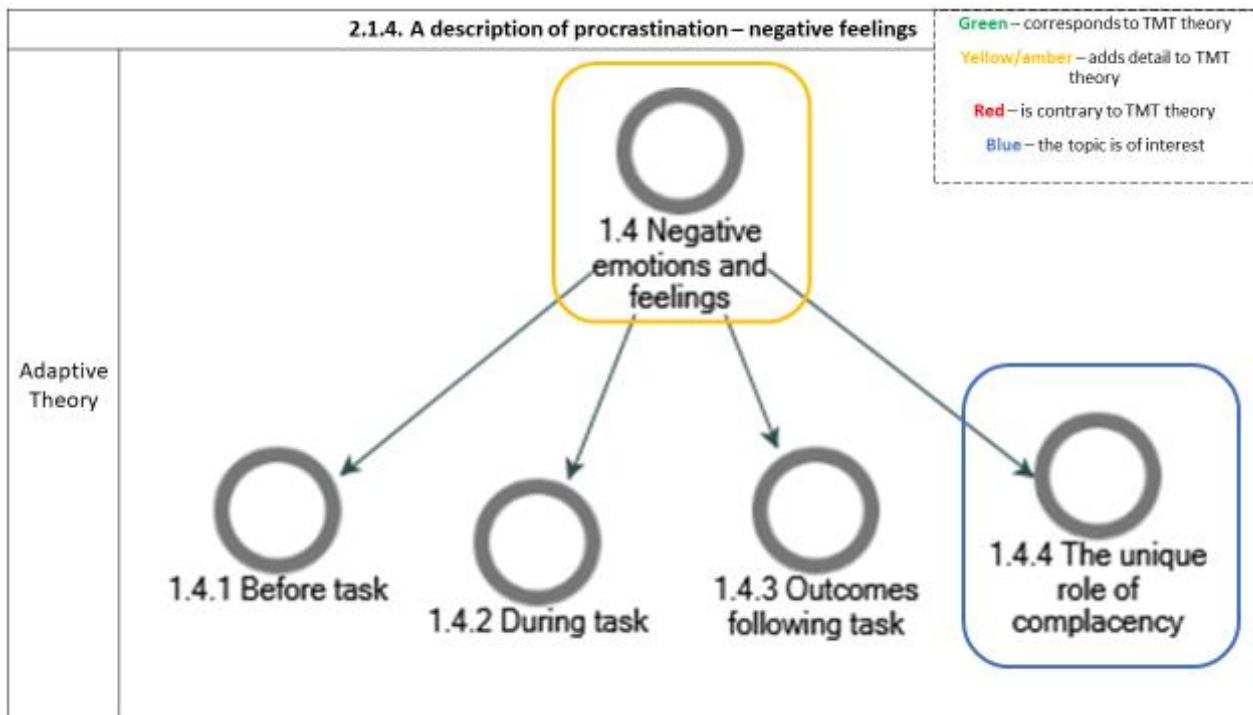 2.1.4. A description of procrastination – negative feelings
Green – corresponds to TMT theory
Yellow/amber – adds detail to TMT
theory
Red – is contrary to TMT theory
Blue – the topic is of interest
Adaptive
Theory
1.4 Negative
emotions and
feelings
1.4.1 Before task
1.4.2 During task
1.4.3 Outcomes
following task
1.4.4 The unique
role of
complacency